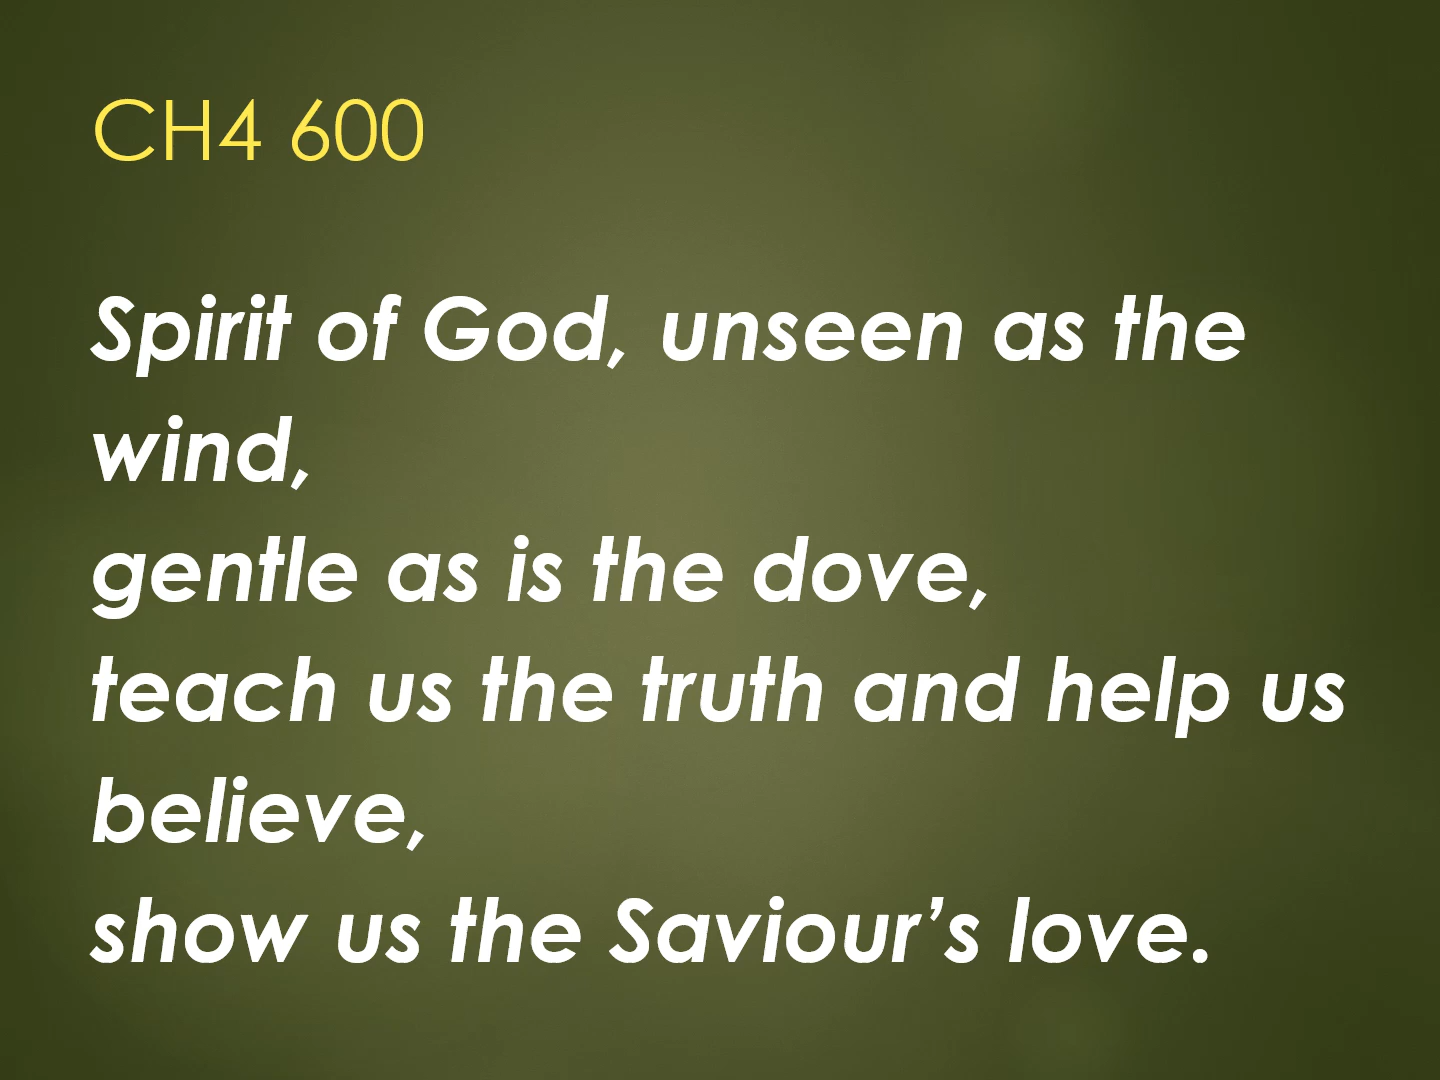 CH4 600
Spirit of God, unseen as the
wind,
gentle as is the dove,
teach us the truth and help us
believe,
show us the Saviour’s love.